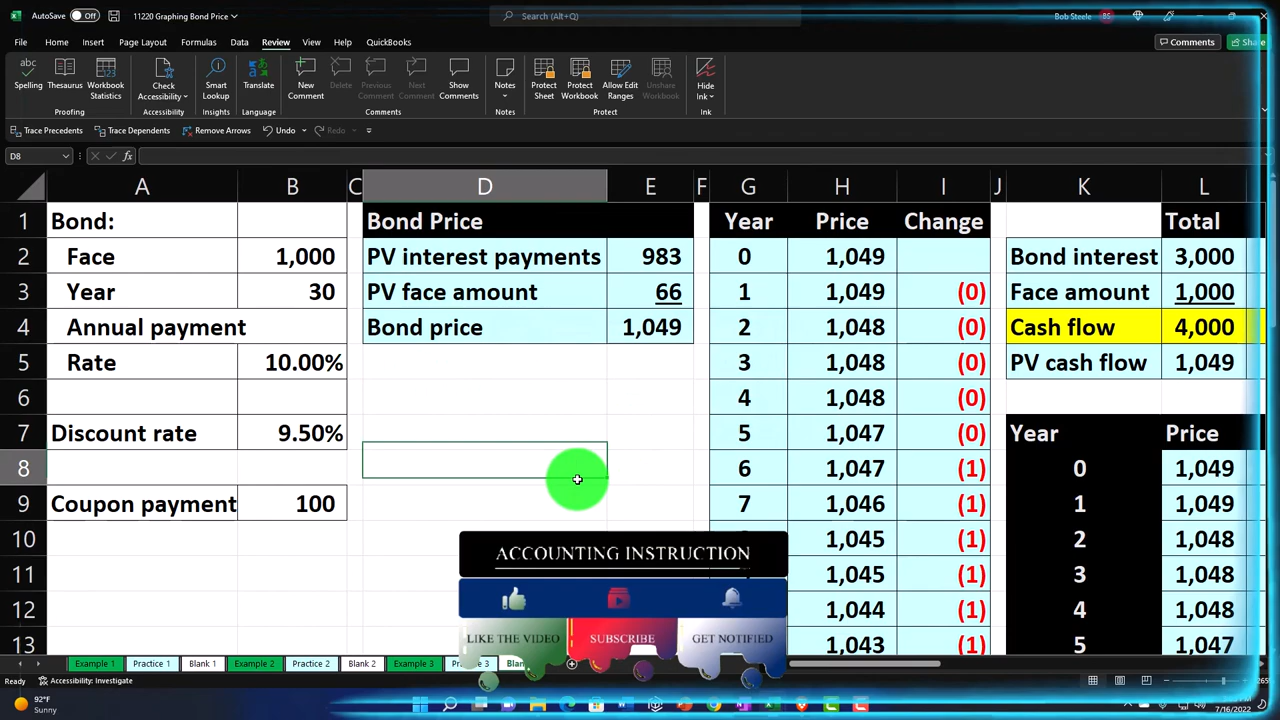 AutoSave Off 11220 Graphing Bond Price Search (Alt+Q) Bob Steele BS
File Home Insert Page Layout Formulas Data Review View Help QuickBooks Comments Share
Spelling Thesaurus Workbook Statistics Check Accessibility Smart Lookup Translate New Comment Delete Previous Comment Next Comment Show Comments Notes Protect Sheet Protect Workbook Allow Edit Ranges Unshare Workbook Hide Ink
Proofing Accessibility Insights Language Comments Notes Protect Ink
Trace Precedents Trace Dependents Remove Arrows Undo Redo
D8 fx
A B C D E F G H I J K L
1 Bond: Bond Price Year Price Change Total
2 Face 1,000 PV interest payments 983 0 1,049 Bond interest 3,000
3 Year 30 PV face amount 66 1 1,049 (0) Face amount 1,000
4 Annual payment Bond price 1,049 2 1,048 (0) Cash flow 4,000
5 Rate 10.00% 3 1,048 (0) PV cash flow 1,049
6 4 1,048 (0)
7 Discount rate 9.50% 5 1,047 (0) Year Price
8 6 1,047 (1) 0 1,049
9 Coupon payment 100 7 1,046 (1) 1 1,049
10 1,045 (1) 2 1,048
11 1,045 (1) 3 1,048
12 1,044 (1) 4 1,048
13 1,043 (1) 5 1,047
ACCOUNTING INSTRUCTION
LIKE THE VIDEO SUBSCRIBE GET NOTIFIED
Example 1 Practice 1 Blank 1 Example 2 Practice 2 Blank 2 Example 3
Ready Accessibility: Investigate
92°F
Sunny
7/16/2022